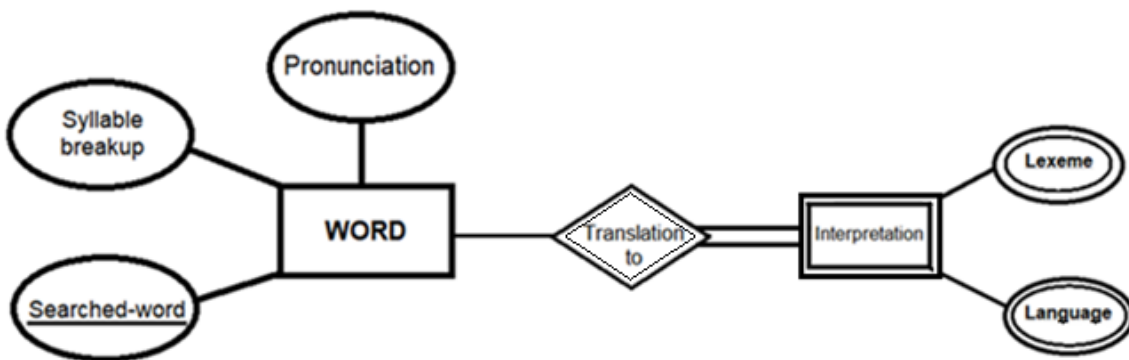 Pronunciation
Syllable
breakup
WORD
Searched-word
Translation
to
Interpretation
Lexeme
Language